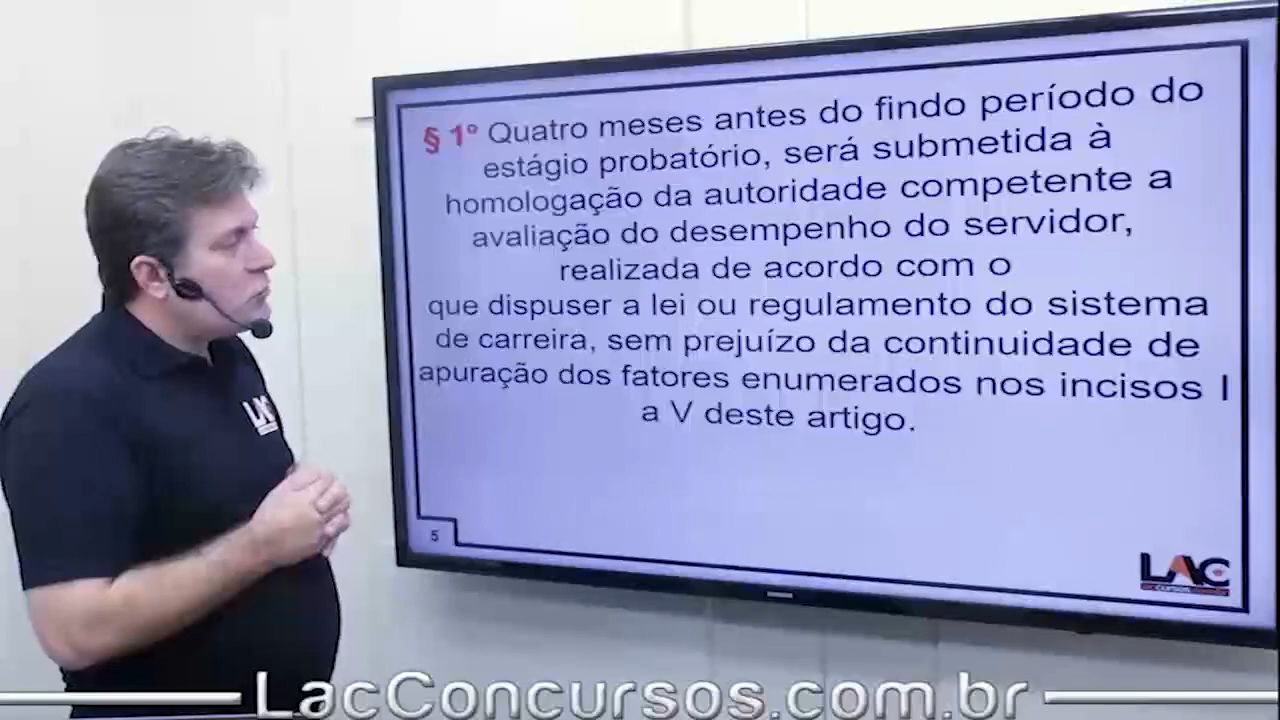 § 1º Quatro meses antes do findo período do
estágio probatório, será submetida à
homologação da autoridade competente a
avaliação do desempenho do servidor,
realizada de acordo com o
que dispuser a lei ou regulamento do sistema
de carreira, sem prejuízo da continuidade de
apuração dos fatores enumerados nos incisos I
a V deste artigo.
5
LAC
LAC
LacConcursos.com.br